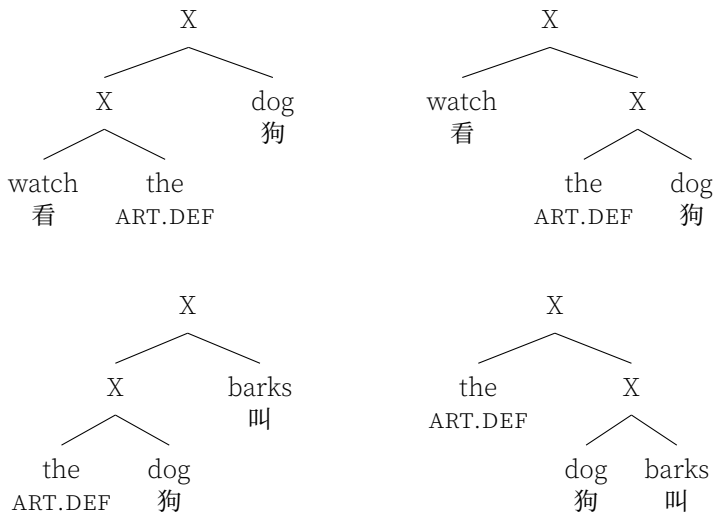 X
X
X
dog
watch
X
狗
看
watch
the
the
dog
看
ART.DEF
ART.DEF
狗
X
X
X
barks
the
X
叫
ART.DEF
the
dog
dog
barks
ART.DEF
狗
狗
叫